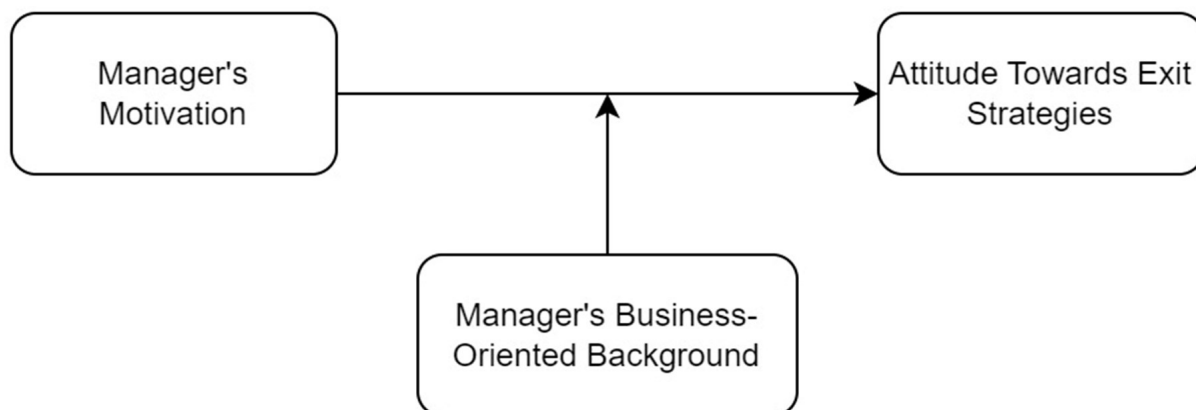 Manager's
Motivation
Attitude Towards Exit
Strategies
Manager's Business-
Oriented Background